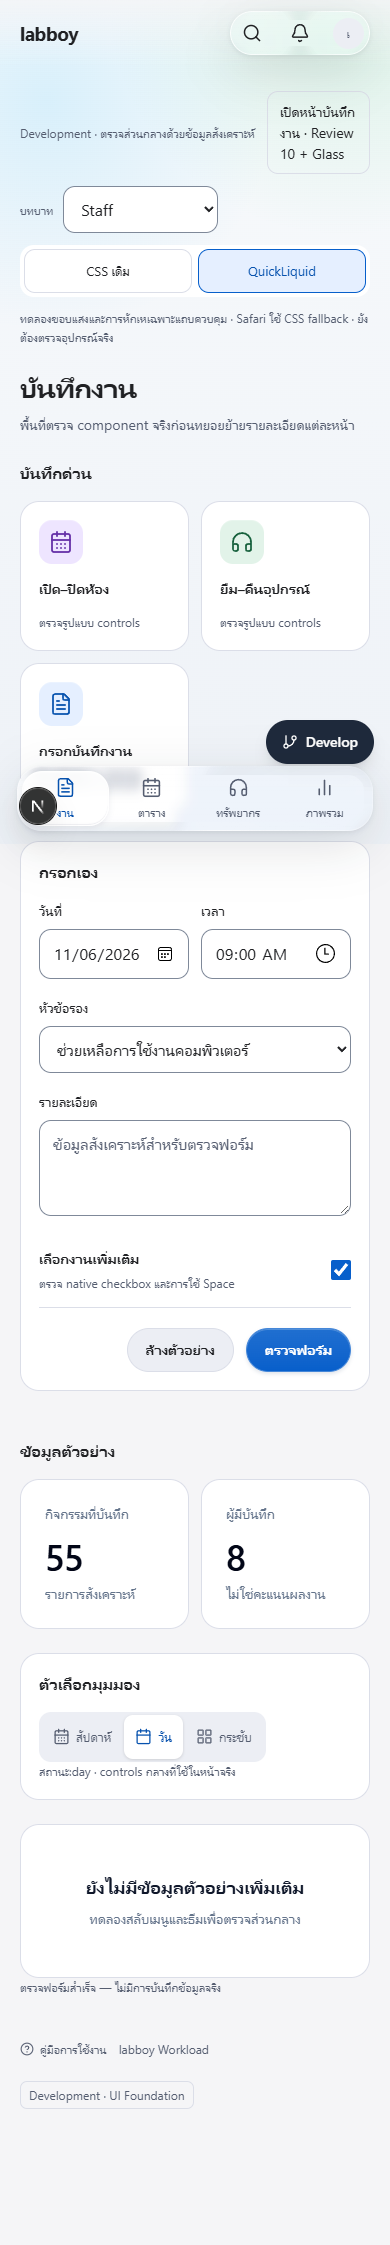 labboy
Development · ตรวจส่วนกลางด้วยข้อมูลสังเคราะห์
เปิดหน้าบันทึก
งาน · Review
10 + Glass
บทบาท
Staff
CSS เดิม
QuickLiquid
ทดลองขอบแสงและการหักเหเฉพาะแถบควบคุม · Safari ใช้ CSS fallback · ยัง
ต้องตรวจอุปกรณ์จริง
บันทึกงาน
พื้นที่ตรวจ component จริงก่อนทยอยย้ายรายละเอียดแต่ละหน้า
บันทึกด่วน
เปิด–ปิดห้อง
ตรวจรูปแบบ controls
ยืม–คืนอุปกรณ์
ตรวจรูปแบบ controls
กรอกบันทึกงาน
Develop
N
งาน
ตาราง
ทรัพยากร
ภาพรวม
กรอกเอง
วันที่
เวลา
11/06/2026
09:00 AM
หัวข้อรอง
ช่วยเหลือการใช้งานคอมพิวเตอร์
รายละเอียด
ข้อมูลสังเคราะห์สำหรับตรวจฟอร์ม
เลือกงานเพิ่มเติม
ตรวจ native checkbox และการใช้ Space
ล้างตัวอย่าง
ตรวจฟอร์ม
ข้อมูลตัวอย่าง
กิจกรรมที่บันทึก
55
รายการสังเคราะห์
ผู้มีบันทึก
8
ไม่ใช่คะแนนผลงาน
ตัวเลือกมุมมอง
สัปดาห์
วัน
กระชับ
สถานะ:day · controls กลางที่ใช้ในหน้าจริง
ยังไม่มีข้อมูลตัวอย่างเพิ่มเติม
ทดลองสลับเมนูและธีมเพื่อตรวจส่วนกลาง
ตรวจฟอร์มสำเร็จ — ไม่มีการบันทึกข้อมูลจริง
คู่มือการใช้งาน
labboy Workload
Development · UI Foundation